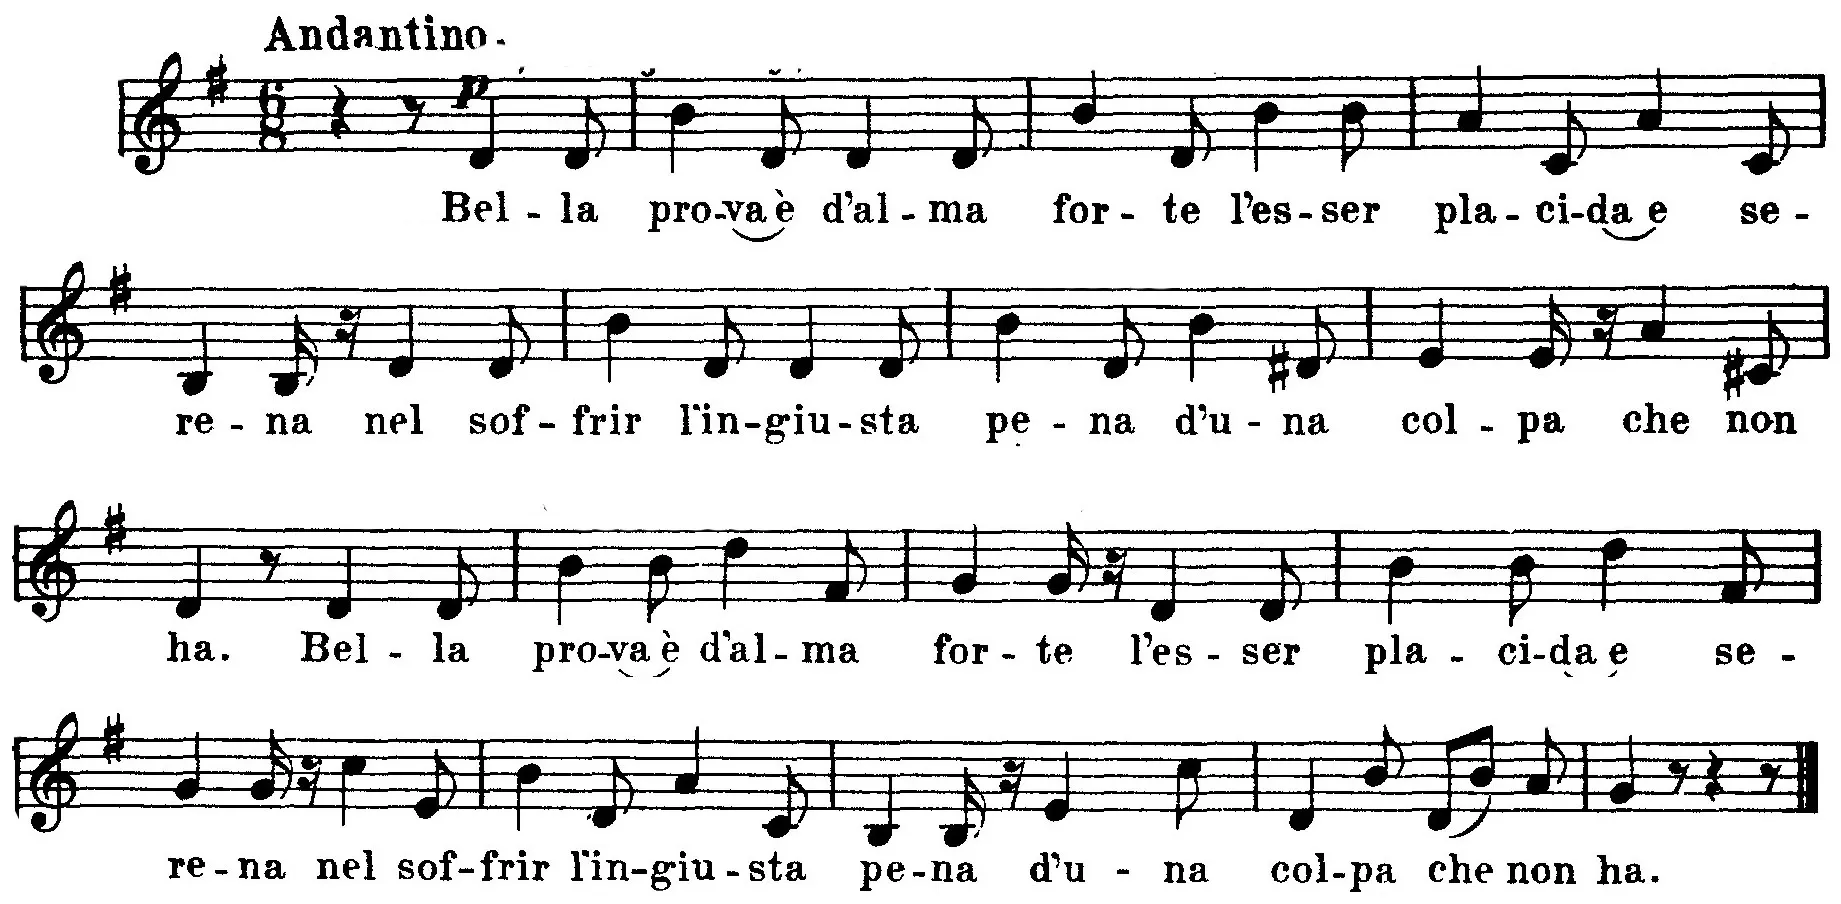 Andantino.
6
8
p
Bel - la pro-va è d'al - ma for - te l'es - ser pla - ci-da e se -
re - na nel sof - frir l'in-giu - sta pe - na d'u - na col - pa che non
ha. Bel - la pro-va è d'al - ma for - te l'es - ser pla - ci-da e se -
re - na nel sof-frir l'in-giu - sta pe-na d'u - na col-pa che non ha.